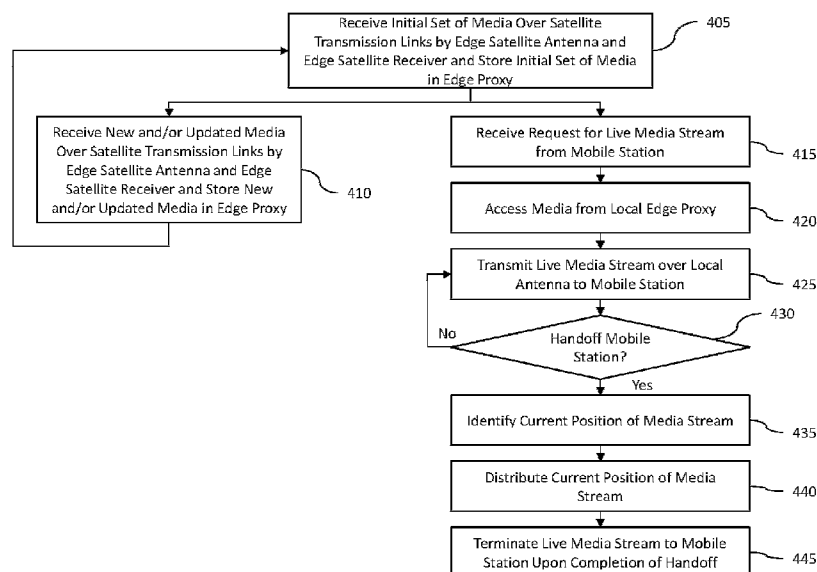 Receive Initial Set of Media Over Satellite
Transmission Links by Edge Satellite Antenna and
Edge Satellite Receiver and Store Initial Set of Media
in Edge Proxy
405
Receive New and/or Updated Media
Over Satellite Transmission Links by
Edge Satellite Antenna and Edge
Satellite Receiver and Store New
and/or Updated Media in Edge Proxy
410
Receive Request for Live Media Stream
from Mobile Station
415
Access Media from Local Edge Proxy
420
Transmit Live Media Stream over Local
Antenna to Mobile Station
425
430
No
Handoff Mobile
Station?
Yes
Identify Current Position of Media Stream
435
Distribute Current Position of Media
Stream
440
Terminate Live Media Stream to Mobile
Station Upon Completion of Handoff
445